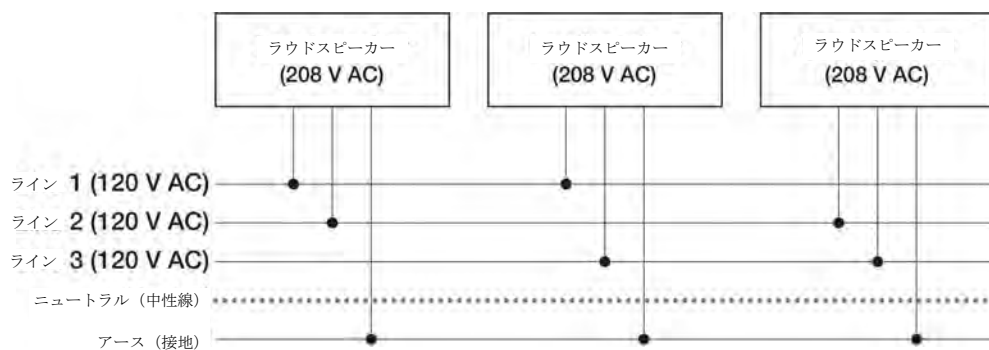 ラウドスピーカー
(208 V AC)
ラウドスピーカー
(208 V AC)
ラウドスピーカー
(208 V AC)
ライン 1 (120 V AC)
ライン 2 (120 V AC)
ライン 3 (120 V AC)
ニュートラル（中性線）
アース（接地）